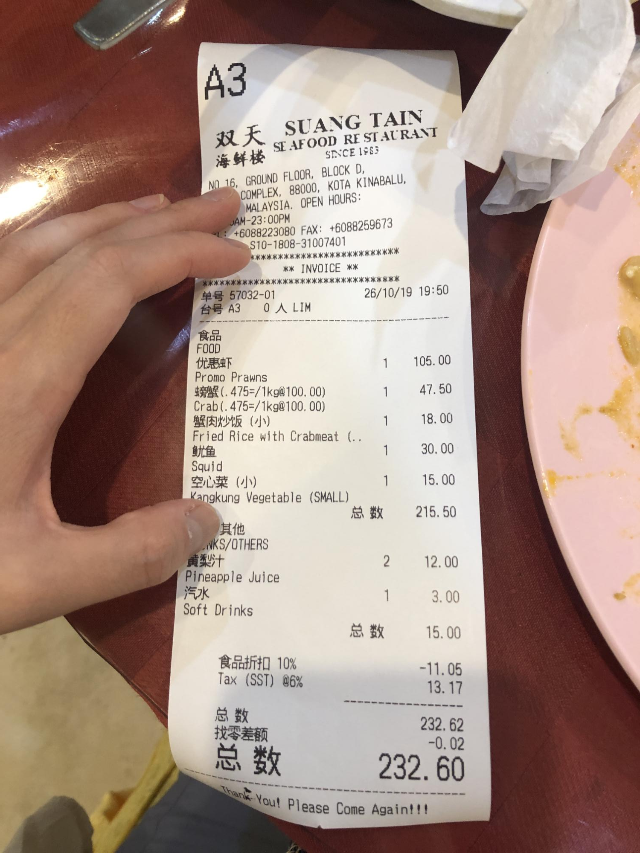 A3
双天 SUANG TAIN
海鲜楼 SEAFOOD RESTAURANT
SINCE 1983
NO 16, GROUND FLOOR, BLOCK D,
COMPLEX, 88000, KOTA KINABALU,
MALAYSIA. OPEN HOURS:
AM-23:00PM
+6088223080 FAX: +6088259673
S10-1808-31007401
************************
** INVOICE **
********************************
单号 57032-01 26/10/19 19:50
台号 A3 0 人 LIM
食品
FOOD
优惠虾 1 105.00
Promo Prawns
螃蟹(.475=/1kg@100.00) 1 47.50
Crab(.475=/1kg@100.00)
蟹肉炒饭 (小) 1 18.00
Fried Rice with Crabmeat (..
鱿鱼 1 30.00
Squid
空心菜 (小) 1 15.00
Kangkung Vegetable (SMALL)
总 数 215.50
其他
NKS/OTHERS
黄梨汁 2 12.00
Pineapple Juice
汽水 1 3.00
Soft Drinks
总 数 15.00
食品折扣 10% -11.05
Tax (SST) @6% 13.17
总 数 232.62
找零差额 -0.02
总 数 232.60
Thank You! Please Come Again!!!